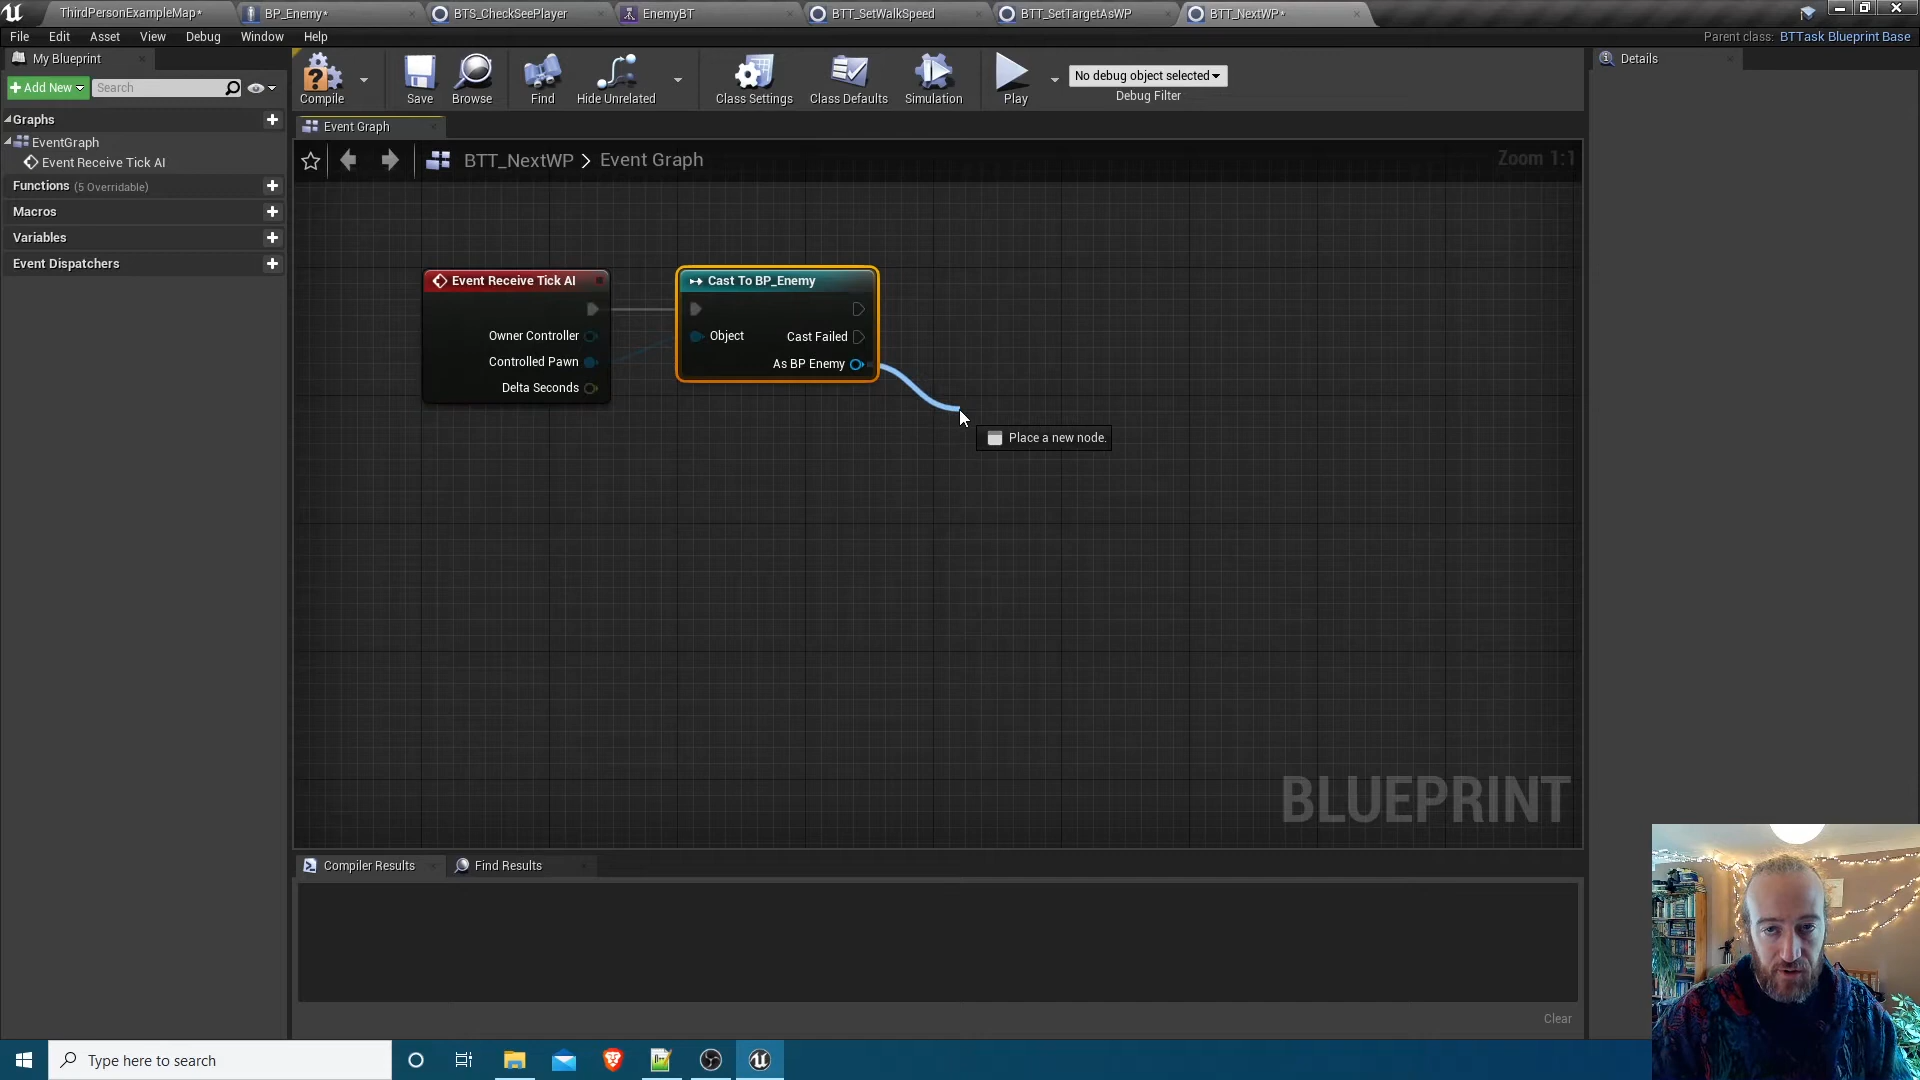 ThirdPersonExampleMap*
BP_Enemy*
BTS_CheckSeePlayer
EnemyBT
BTT_SetWalkSpeed
BTT_SetTargetAsWP
BTT_NextWP*
File Edit Asset View Debug Window Help
Parent class: BTTask Blueprint Base
My Blueprint
Add New
Search
Compile
Save
Browse
Find
Hide Unrelated
Class Settings
Class Defaults
Simulation
Play
No debug object selected
Debug Filter
Details
Graphs
EventGraph
Event Receive Tick AI
Functions (5 Overridable)
Macros
Variables
Event Dispatchers
Event Graph
BTT_NextWP > Event Graph
Zoom 1:1
Event Receive Tick AI
Owner Controller
Controlled Pawn
Delta Seconds
Cast To BP_Enemy
Object
Cast Failed
As BP Enemy
Place a new node.
BLUEPRINT
Compiler Results
Find Results
Clear
Type here to search